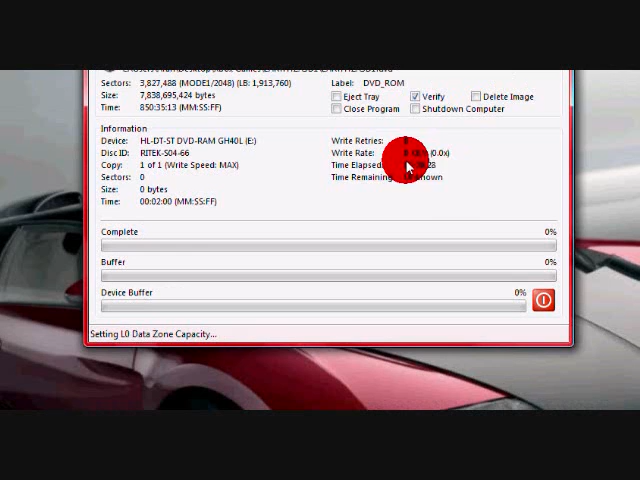 Sectors: 3,827,488 (MODE1/2048) (LB: 1,913,760)
Size: 7,838,695,424 bytes
Time: 850:35:13 (MM:SS:FF)
Label: DVD_ROM
Eject Tray Verify Delete Image
Close Program Shutdown Computer
Information
Device: HL-DT-ST DVD-RAM GH40L (E:)
Disc ID: RITEK-S04-66
Copy: 1 of 1 (Write Speed: MAX)
Sectors: 0
Size: 0 bytes
Time: 00:02:00 (MM:SS:FF)
Write Retries:
Write Rate: (0.0x)
Time Elapsed:
Time Remaining: Unknown
Complete 0%
Buffer 0%
Device Buffer 0%
Setting L0 Data Zone Capacity...